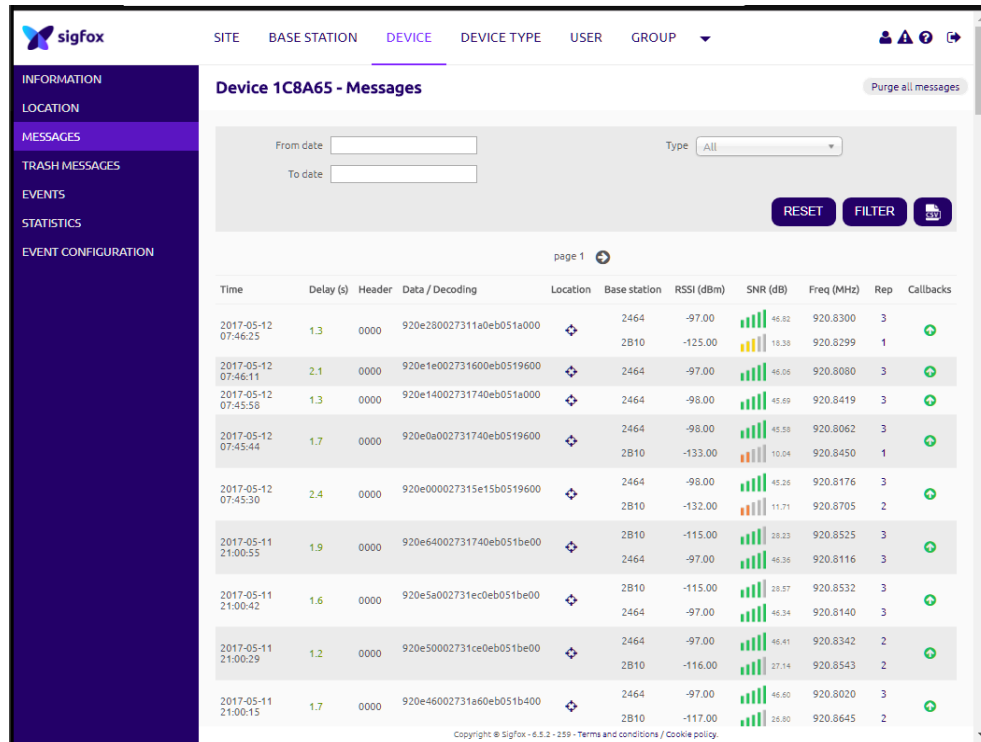 sigfox
SITE BASE STATION DEVICE DEVICE TYPE USER GROUP
INFORMATION
LOCATION
MESSAGES
TRASH MESSAGES
EVENTS
STATISTICS
EVENT CONFIGURATION
Device 1C8A65 - Messages
Purge all messages
From date
Type All
To date
RESET FILTER CSV
page 1
Time Delay (s) Header Data / Decoding Location Base station RSSI (dBm) SNR (dB) Freq (MHz) Rep Callbacks
2017-05-12 07:46:25 1.3 0000 920e280027311a0eb051a000 2464 -97.00 46.82 920.8300 3
2B10 -125.00 18.38 920.8299 1
2017-05-12 07:46:11 2.1 0000 920e1e002731600eb0519600 2464 -97.00 46.06 920.8080 3
2017-05-12 07:45:58 1.3 0000 920e14002731740eb051a000 2464 -98.00 45.69 920.8419 3
2017-05-12 07:45:44 1.7 0000 920e0a002731740eb0519600 2464 -98.00 45.58 920.8062 3
2B10 -133.00 10.04 920.8450 1
2017-05-12 07:45:30 2.4 0000 920e000027315e15b0519600 2464 -98.00 45.26 920.8176 3
2B10 -132.00 11.71 920.8705 2
2017-05-11 21:00:55 1.9 0000 920e64002731740eb051be00 2B10 -115.00 28.23 920.8525 3
2464 -97.00 46.36 920.8116 3
2017-05-11 21:00:42 1.6 0000 920e5a002731ec0eb051be00 2B10 -115.00 28.57 920.8532 3
2464 -97.00 46.34 920.8140 3
2017-05-11 21:00:29 1.2 0000 920e50002731ce0eb051be00 2464 -97.00 46.41 920.8342 2
2B10 -116.00 27.14 920.8543 2
2017-05-11 21:00:15 1.7 0000 920e46002731a60eb051b400 2464 -97.00 46.60 920.8020 3
2B10 -117.00 26.80 920.8645 2
Copyright © Sigfox - 6.5.2 - 259 - Terms and conditions / Cookie policy.